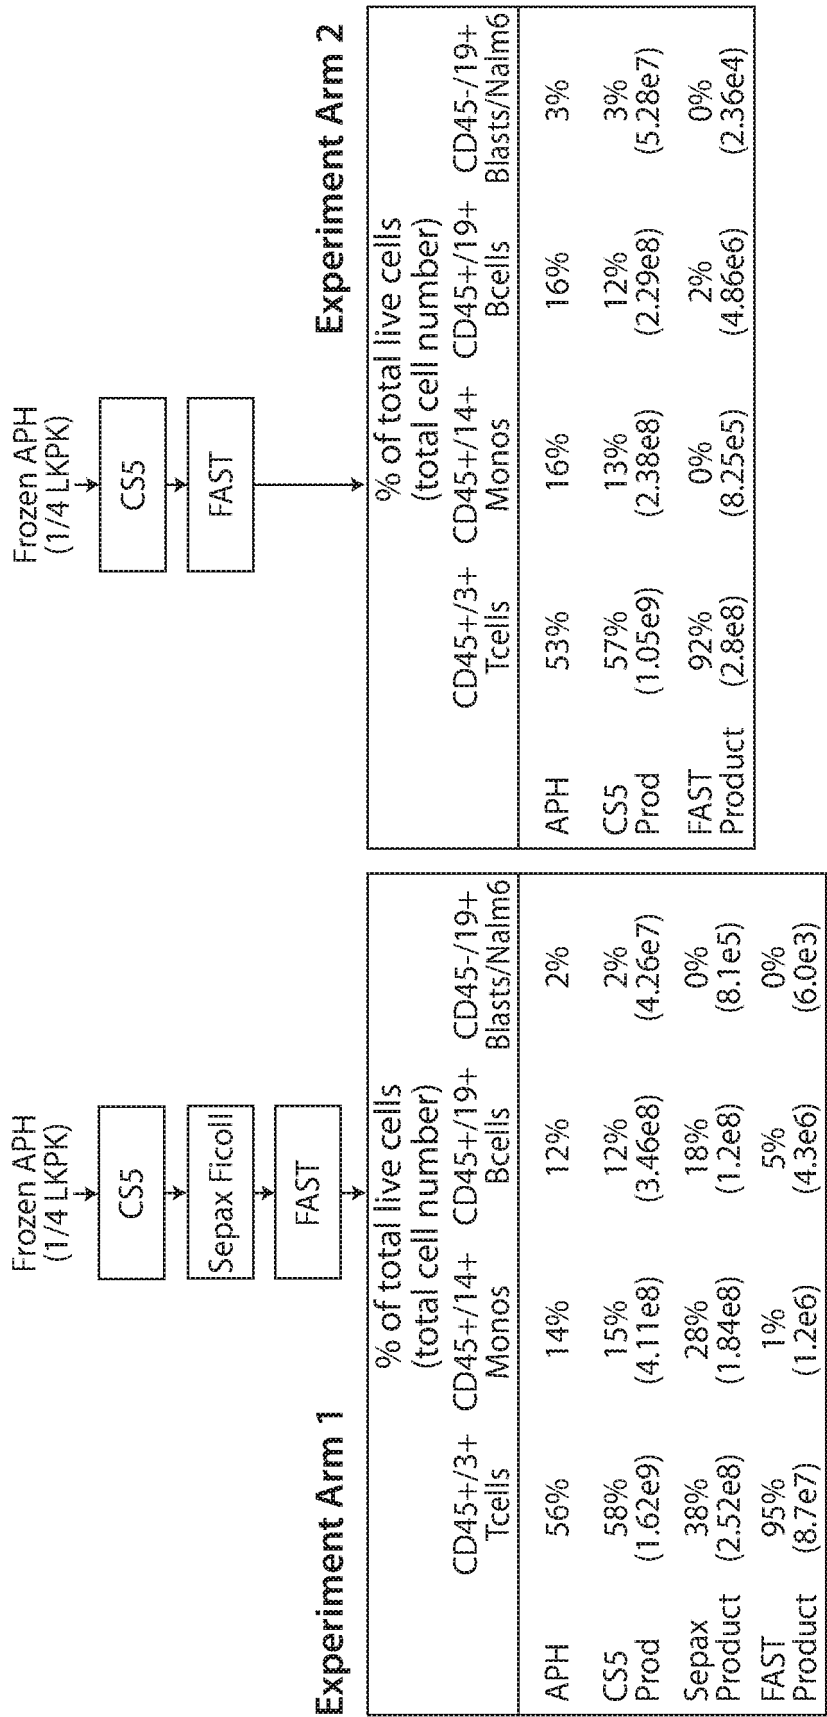 Experiment Arm 1
Frozen APH
(1/4 LKPK)
CS5
Sepax Ficoll
FAST
% of total live cells
(total cell number)
CD45+/3+ CD45+/14+ CD45+/19+ CD45-/19+
Tcells Monos Bcells Blasts/Nalm6
APH 56% 14% 12% 2%
CS5 58% 15% 12% 2%
Prod (1.62e9) (4.11e8) (3.46e8) (4.26e7)
Sepax 38% 28% 18% 0%
Product (2.52e8) (1.84e8) (1.2e8) (8.1e5)
FAST 95% 1% 5% 0%
Product (8.7e7) (1.2e6) (4.3e6) (6.0e3)
Frozen APH
(1/4 LKPK)
CS5
FAST
Experiment Arm 2
% of total live cells
(total cell number)
CD45+/3+ CD45+/14+ CD45+/19+ CD45-/19+
Tcells Monos Bcells Blasts/Nalm6
APH 53% 16% 16% 3%
CS5 57% 13% 12% 3%
Prod (1.05e9) (2.38e8) (2.29e8) (5.28e7)
FAST 92% 0% 2% 0%
Product (2.8e8) (8.25e5) (4.86e6) (2.36e4)